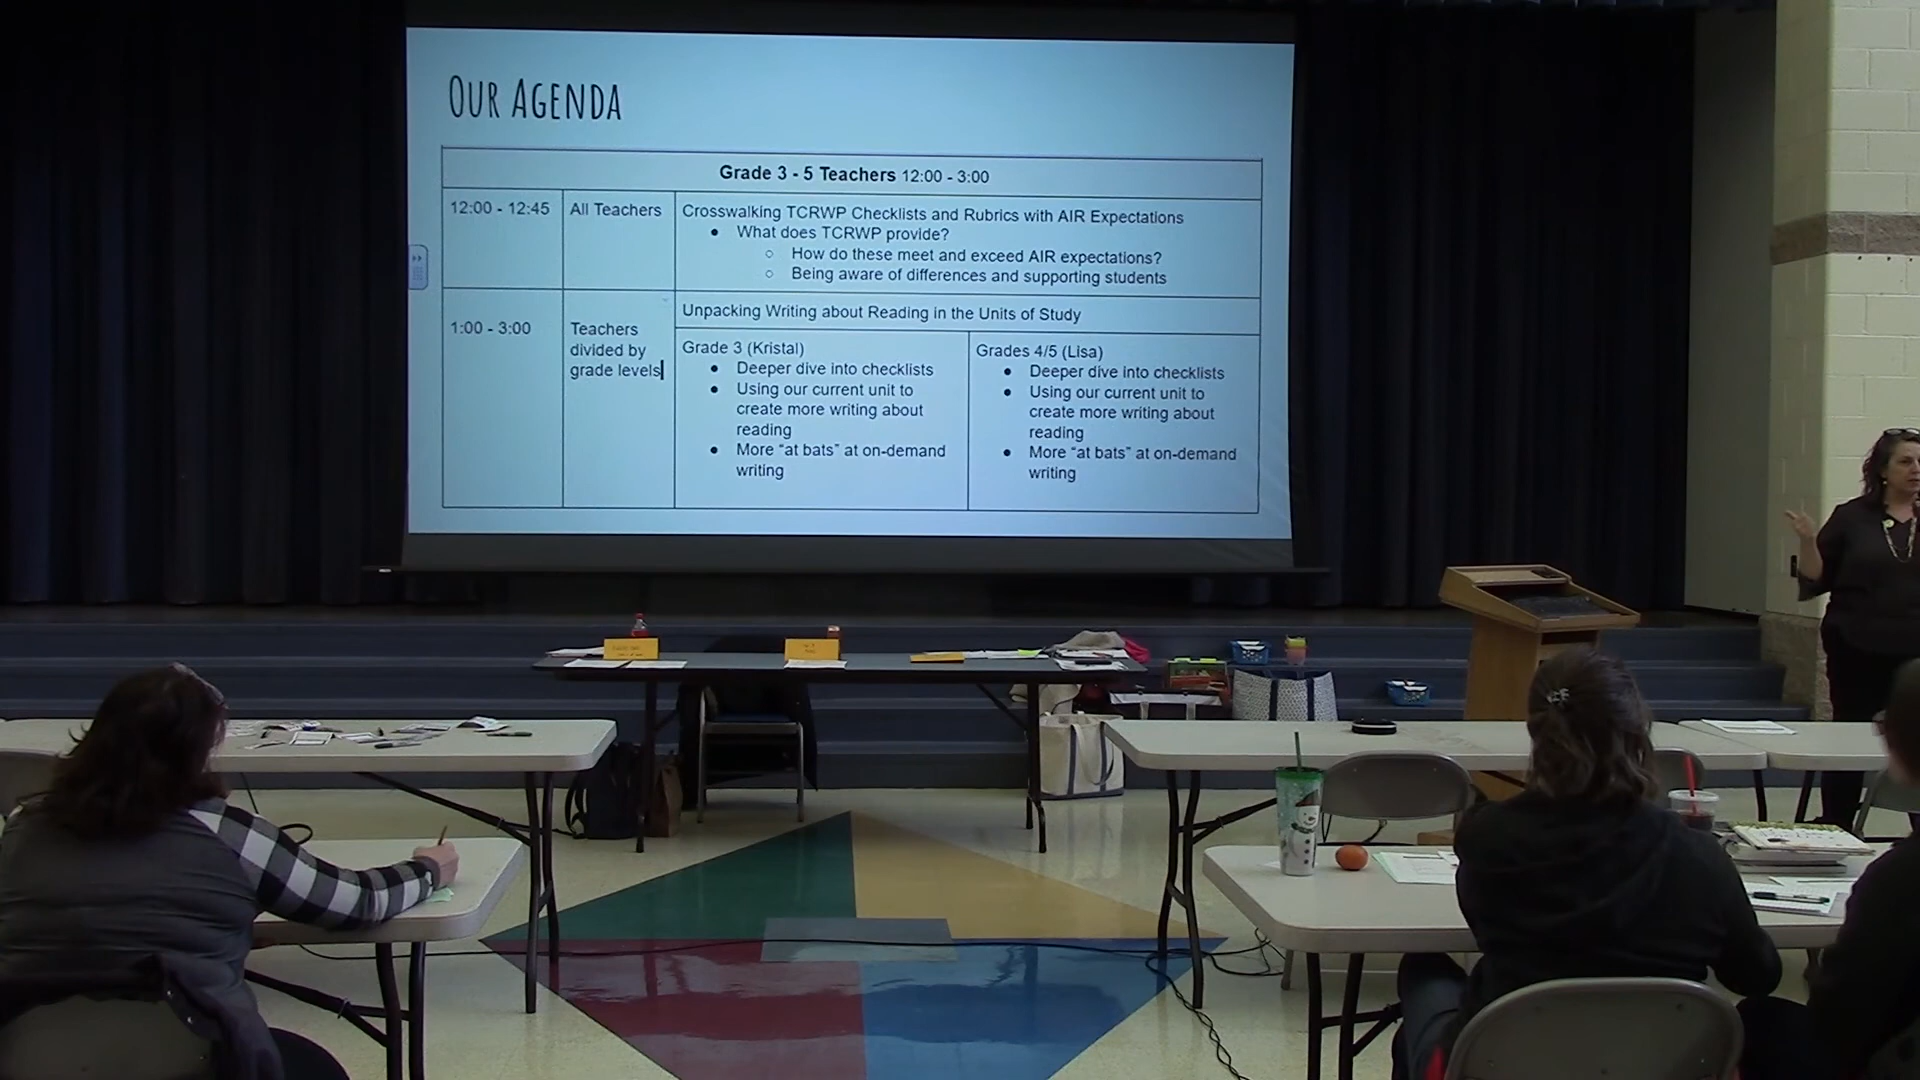 OUR AGENDA
Grade 3 - 5 Teachers 12:00 - 3:00
12:00 - 12:45
All Teachers
Crosswalking TCRWP Checklists and Rubrics with AIR Expectations
● What does TCRWP provide?
○ How do these meet and exceed AIR expectations?
○ Being aware of differences and supporting students
1:00 - 3:00
Teachers
divided by
grade levels
Unpacking Writing about Reading in the Units of Study
Grade 3 (Kristal)
● Deeper dive into checklists
● Using our current unit to
create more writing about
reading
● More “at bats” at on-demand
writing
Grades 4/5 (Lisa)
● Deeper dive into checklists
● Using our current unit to
create more writing about
reading
● More “at bats” at on-demand
writing